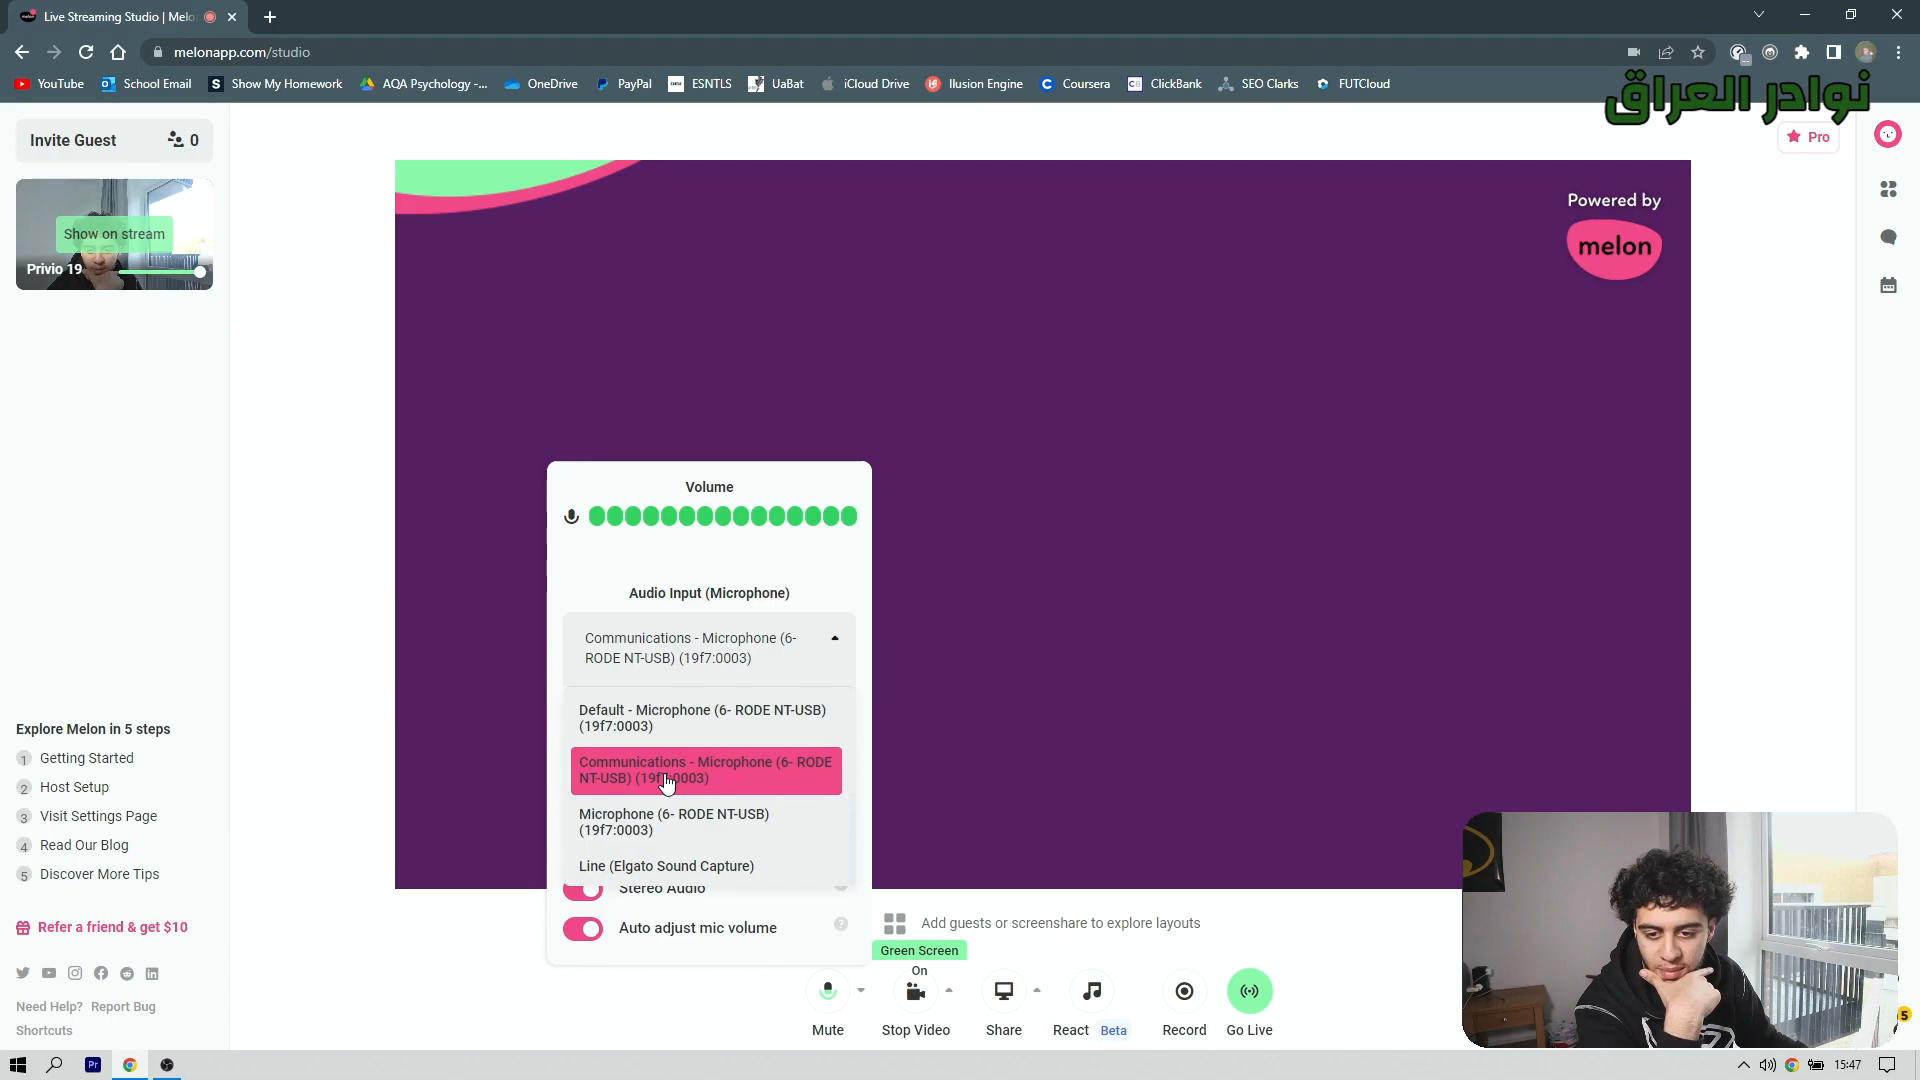 Live Streaming Studio | Melo
melonapp.com/studio
YouTube
School Email
S
Show My Homework
AQA Psychology -...
OneDrive
PayPal
ESNTLS
UaBat
iCloud Drive
Ilusion Engine
C
Coursera
CB
ClickBank
SEO Clarks
FUTCloud
نوادر العراق
Invite Guest
0
Pro
Show on stream
Privio 19
Powered by
melon
Volume
Audio Input (Microphone)
Communications - Microphone (6-
RODE NT-USB) (19f7:0003)
Default - Microphone (6- RODE NT-USB)
(19f7:0003)
Communications - Microphone (6- RODE
NT-USB) (19f7:0003)
Microphone (6- RODE NT-USB)
(19f7:0003)
Line (Elgato Sound Capture)
Stereo Audio
Auto adjust mic volume
?
Explore Melon in 5 steps
1 Getting Started
2 Host Setup
3 Visit Settings Page
4 Read Our Blog
5 Discover More Tips
Refer a friend & get $10
Need Help?
Report Bug
Shortcuts
Add guests or screenshare to explore layouts
Green Screen
On
Mute
Stop Video
Share
React
Beta
Record
Go Live
5
Pr
15:47